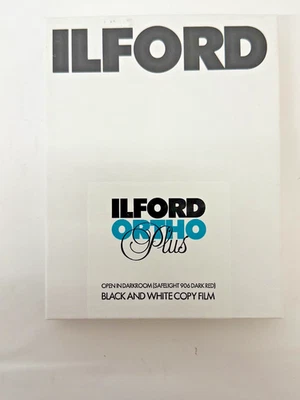 ILFORD
ILFORD
ORTHO
Plus
OPEN IN DARKROOM (SAFELIGHT 906 DARK RED)
BLACK AND WHITE COPY FILM